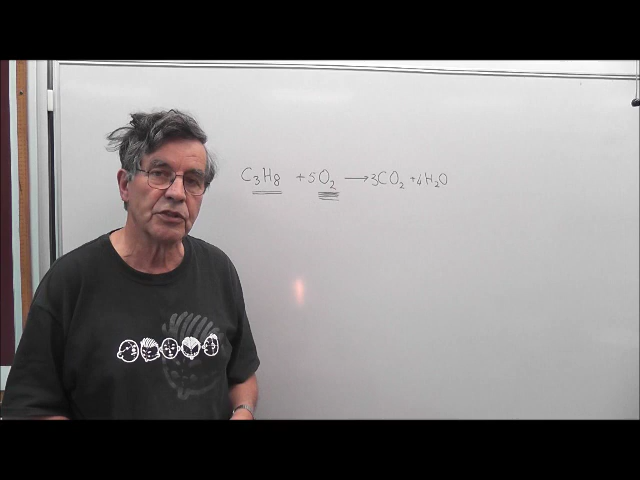 C₃H₈ + 5O₂ → 3CO₂ + 4H₂O